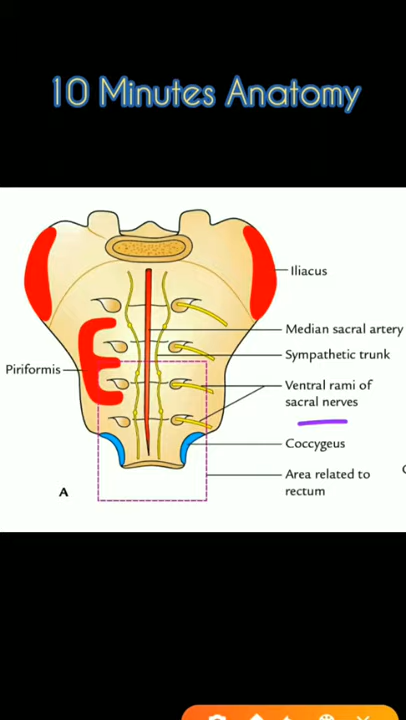 10 Minutes Anatomy
Iliacus
Median sacral artery
Sympathetic trunk
Piriformis
Ventral rami of
sacral nerves
Coccygeus
Area related to
rectum
A